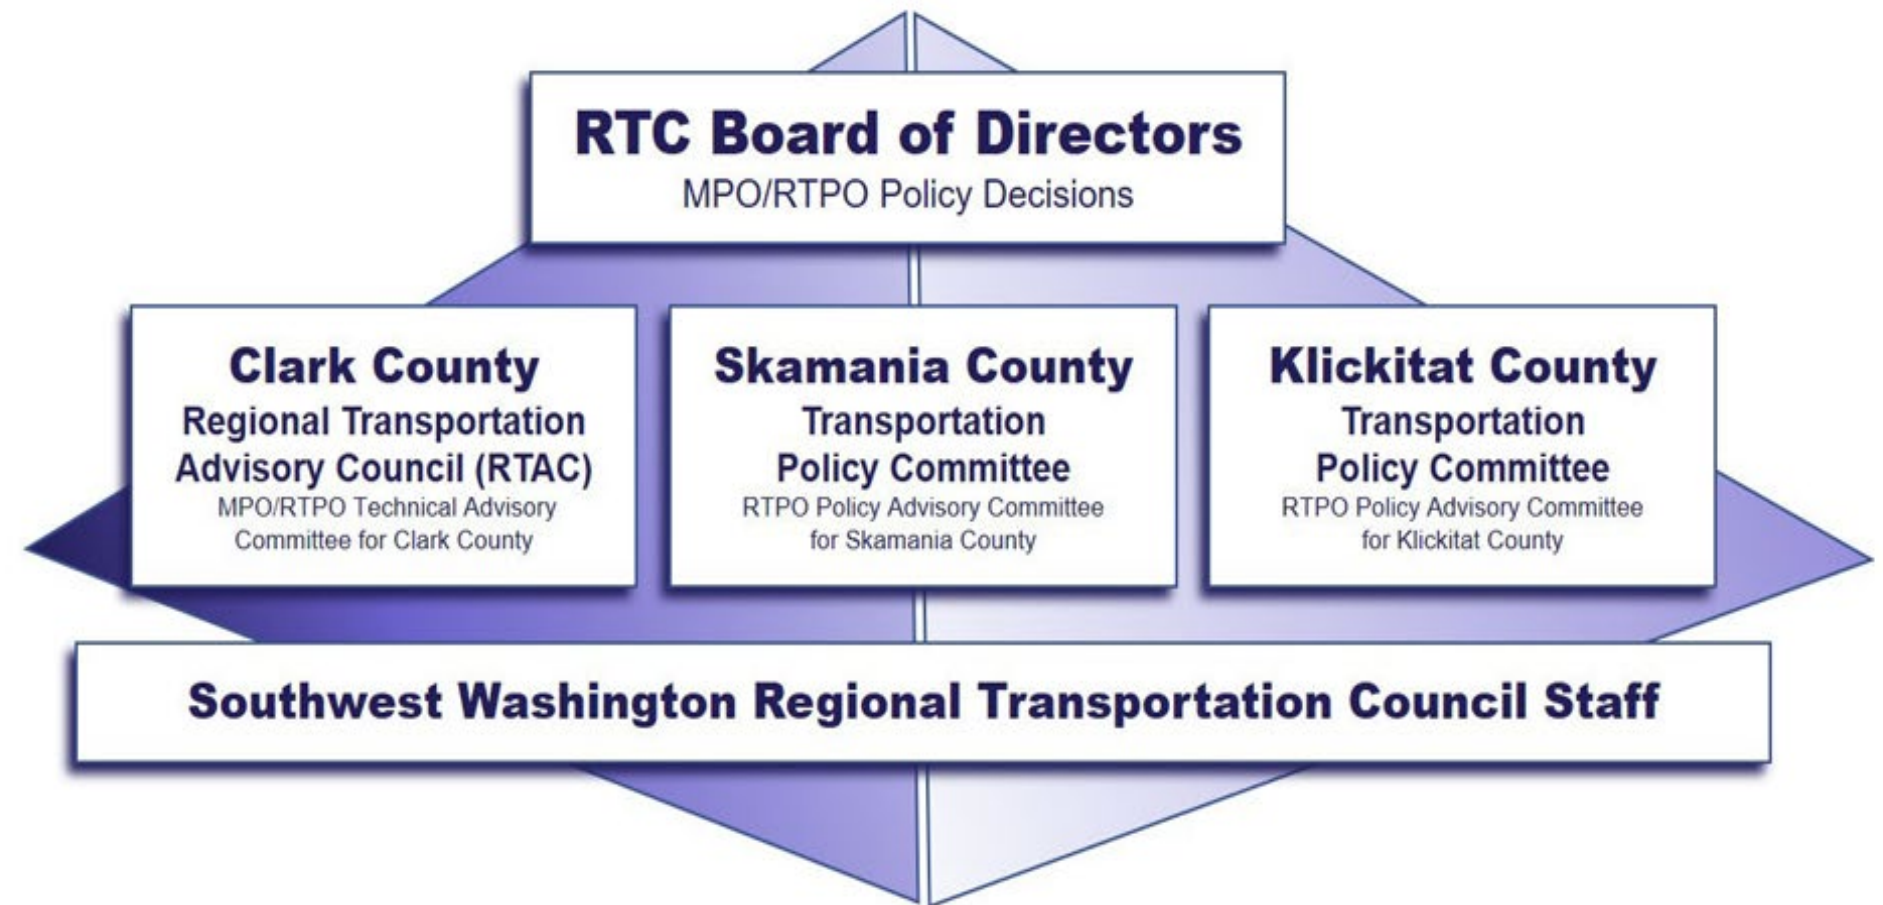 RTC Board of Directors
MPO/RTPO Policy Decisions
Clark County
Regional Transportation
Advisory Council (RTAC)
MPO/RTPO Technical Advisory
Committee for Clark County
Skamania County
Transportation
Policy Committee
RTPO Policy Advisory Committee
for Skamania County
Klickitat County
Transportation
Policy Committee
RTPO Policy Advisory Committee
for Klickitat County
Southwest Washington Regional Transportation Council Staff